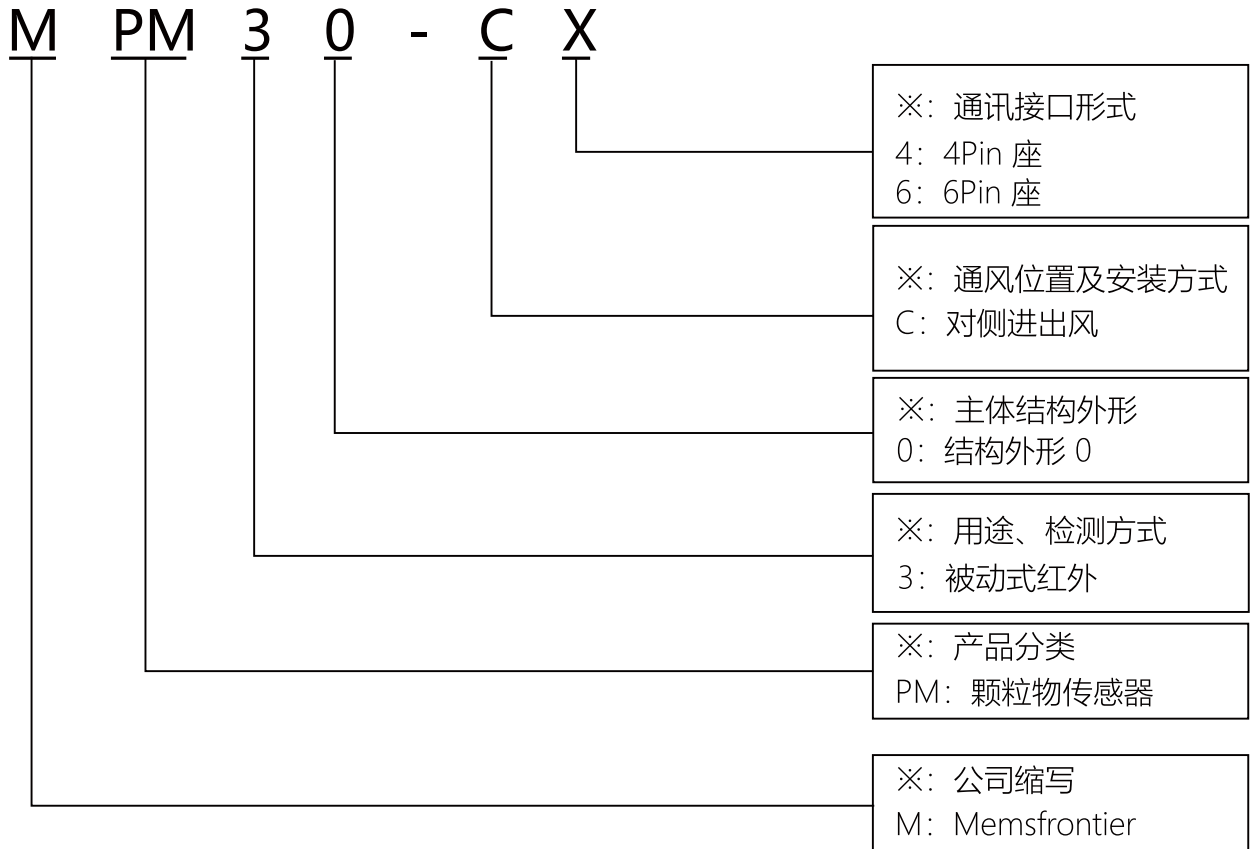 M PM 3 0 - C X
※：通讯接口形式
4：4Pin 座
6：6Pin 座
※：通风位置及安装方式
C：对侧进出风
※：主体结构外形
0：结构外形 0
※：用途、检测方式
3：被动式红外
※：产品分类
PM：颗粒物传感器
※：公司缩写
M：Memsfrontier